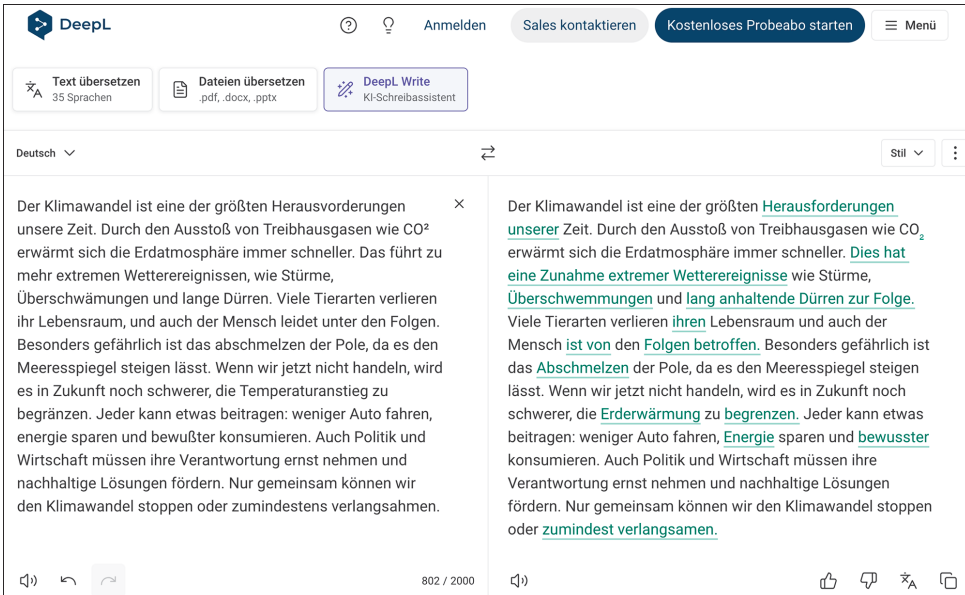 DeepL
Anmelden
Sales kontaktieren
Kostenloses Probeabo starten
Menü
Text übersetzen
35 Sprachen
Dateien übersetzen
.pdf, .docx, .pptx
DeepL Write
KI-Schreibassistent
Deutsch
Stil
Der Klimawandel ist eine der größten Herausvorderungen
unsere Zeit. Durch den Ausstoß von Treibhausgasen wie CO²
erwärmt sich die Erdatmosphäre immer schneller. Das führt zu
mehr extremen Wetterereignissen, wie Stürme,
Überschwämungen und lange Dürren. Viele Tierarten verlieren
ihr Lebensraum, und auch der Mensch leidet unter den Folgen.
Besonders gefährlich ist das abschmelzen der Pole, da es den
Meeresspiegel steigen lässt. Wenn wir jetzt nicht handeln, wird
es in Zukunft noch schwerer, die Temperaturanstieg zu
begränzen. Jeder kann etwas beitragen: weniger Auto fahren,
energie sparen und bewußter konsumieren. Auch Politik und
Wirtschaft müssen ihre Verantwortung ernst nehmen und
nachhaltige Lösungen fördern. Nur gemeinsam können wir
den Klimawandel stoppen oder zumindestens verlangsahmen.
802 / 2000
Der Klimawandel ist eine der größten Herausforderungen
unserer Zeit. Durch den Ausstoß von Treibhausgasen wie CO₂
erwärmt sich die Erdatmosphäre immer schneller. Dies hat
eine Zunahme extremer Wetterereignisse wie Stürme,
Überschwemmungen und lang anhaltende Dürren zur Folge.
Viele Tierarten verlieren ihren Lebensraum und auch der
Mensch ist von den Folgen betroffen. Besonders gefährlich ist
das Abschmelzen der Pole, da es den Meeresspiegel steigen
lässt. Wenn wir jetzt nicht handeln, wird es in Zukunft noch
schwerer, die Erderwärmung zu begrenzen. Jeder kann etwas
beitragen: weniger Auto fahren, Energie sparen und bewusster
konsumieren. Auch Politik und Wirtschaft müssen ihre
Verantwortung ernst nehmen und nachhaltige Lösungen
fördern. Nur gemeinsam können wir den Klimawandel stoppen
oder zumindest verlangsamen.